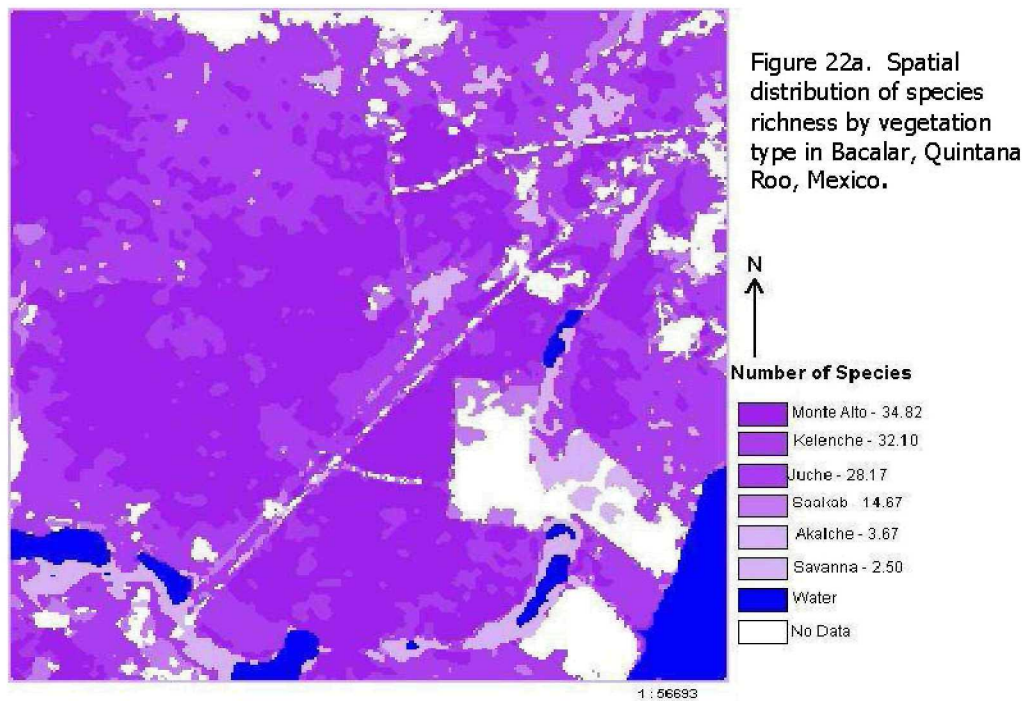 Figure 22a. Spatial
distribution of species
richness by vegetation
type in Bacalar, Quintana
Roo, Mexico.
N
Number of Species
Monte Alto - 34.82
Kelenche - 32.10
Juche - 28.17
Saakab - 14.67
Akalche - 3.67
Savanna - 2.50
Water
No Data
1 : 56693